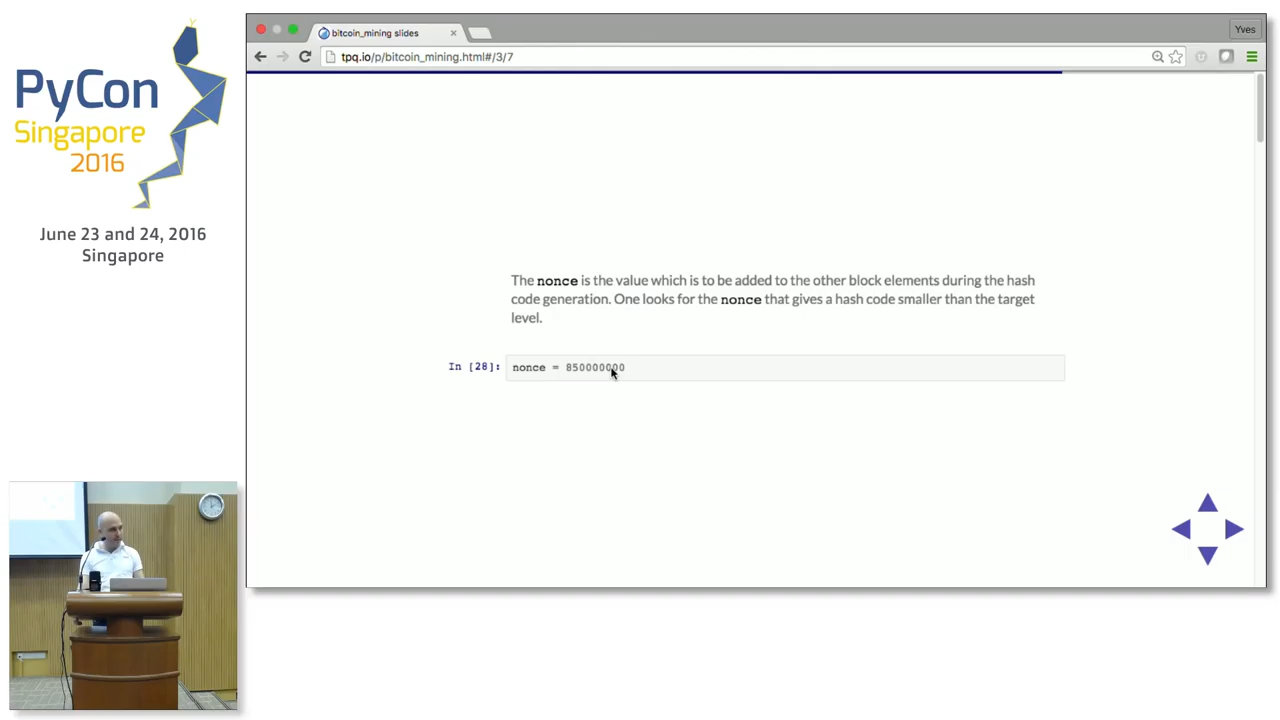 PyCon
Singapore
2016
June 23 and 24, 2016
Singapore
bitcoin_mining slides
Yves
tpq.io/p/bitcoin_mining.html#/3/7
The nonce is the value which is to be added to the other block elements during the hash
code generation. One looks for the nonce that gives a hash code smaller than the target
level.
In [28]: nonce = 850000000